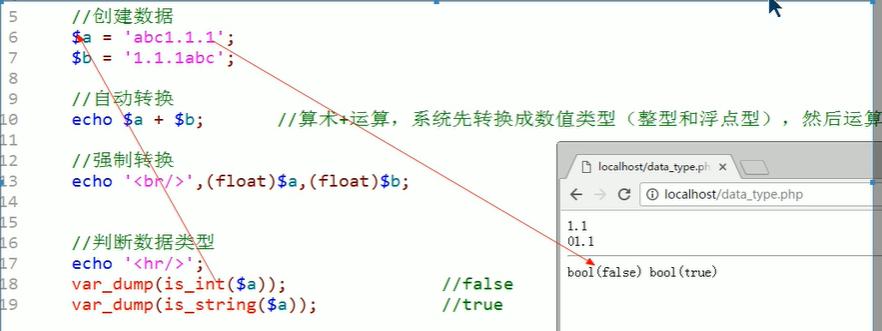 5 //创建数据
6 $a = 'abc1.1.1';
7 $b = '1.1.1abc';
8
9 //自动转换
10 echo $a + $b; //算术+运算，系统先转换成数值类型（整型和浮点型），然后运算
11
12 //强制转换
13 echo '<br/>',(float)$a,(float)$b;
14
15
16 //判断数据类型
17 echo '<hr/>';
18 var_dump(is_int($a)); //false
19 var_dump(is_string($a)); //true
localhost/data_type.ph
localhost/data_type.php
1.1
01.1
bool(false) bool(true)